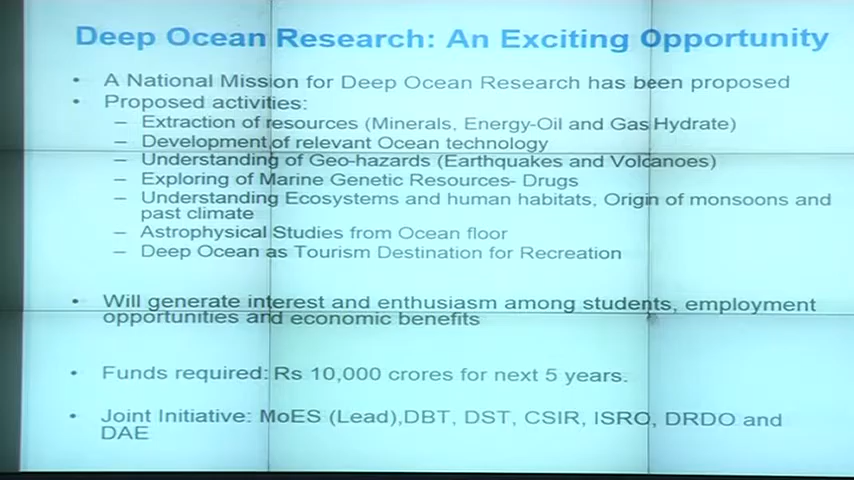 Deep Ocean Research: An Exciting Opportunity
• A National Mission for Deep Ocean Research has been proposed
• Proposed activities:
– Extraction of resources (Minerals, Energy-Oil and Gas Hydrate)
– Development of relevant Ocean technology
– Understanding of Geo-hazards (Earthquakes and Volcanoes)
– Exploring of Marine Genetic Resources- Drugs
– Understanding Ecosystems and human habitats, Origin of monsoons and
past climate
– Astrophysical Studies from Ocean floor
– Deep Ocean as Tourism Destination for Recreation
• Will generate interest and enthusiasm among students, employment
opportunities and economic benefits
• Funds required: Rs 10,000 crores for next 5 years.
• Joint Initiative: MoES (Lead),DBT, DST, CSIR, ISRO, DRDO and
DAE